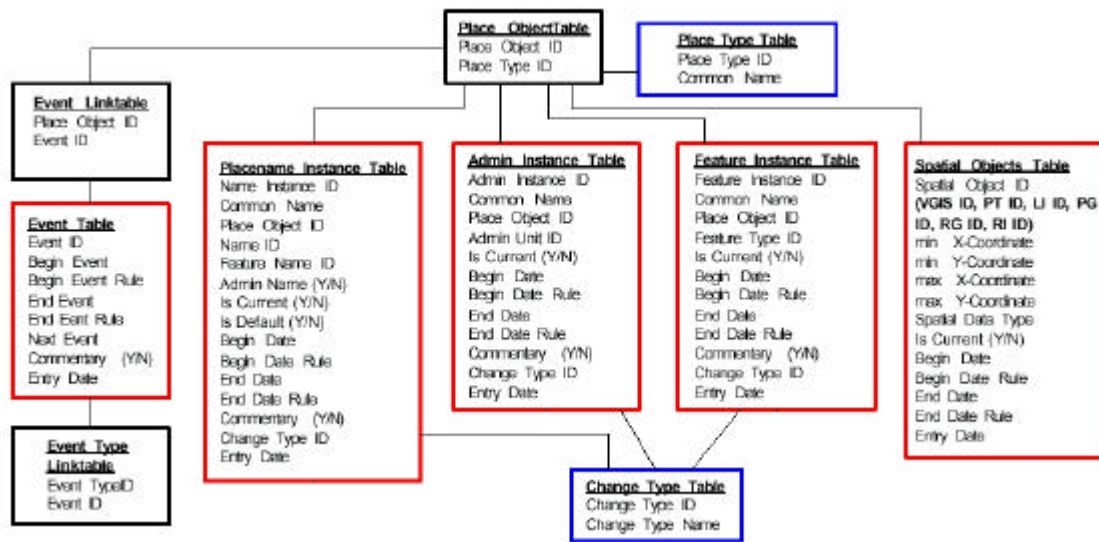 Place ObjectTable
Place Object ID
Place Type ID
Place Type Table
Place Type ID
Common Name
Event Linktable
Place Object ID
Event ID
Event Table
Event ID
Begin Event
Begin Event Rule
End Event
End Eent Rule
Next Event
Commentary (Y/N)
Entry Date
Event Type
Linktable
Event TypeID
Event ID
Placename Instance Table
Name Instance ID
Common Name
Place Object ID
Name ID
Feature Name ID
Admin Name (Y/N)
Is Current (Y/N)
Is Default (Y/N)
Begin Date
Begin Date Rule
End Date
End Date Rule
Commentary (Y/N)
Change Type ID
Entry Date
Admin Instance Table
Admin Instance ID
Common Name
Place Object ID
Admin Unit ID
Is Current (Y/N)
Begin Date
Begin Date Rule
End Date
End Date Rule
Commentary (Y/N)
Change Type ID
Entry Date
Feature Instance Table
Feature Instance ID
Common Name
Place Object ID
Feature Type ID
Is Current (Y/N)
Begin Date
Begin Date Rule
End Date
End Date Rule
Commentary (Y/N)
Change Type ID
Entry Date
Spatial Objects Table
Spatial Object ID
(VGIS ID, PT ID, LI ID, PG
ID, RG ID, RI ID)
min X-Coordinate
min Y-Coordinate
max X-Coordinate
max Y-Coordinate
Spatial Data Type
Is Current (Y/N)
Begin Date
Begin Date Rule
End Date
End Date Rule
Entry Date
Change Type Table
Change Type ID
Change Type Name